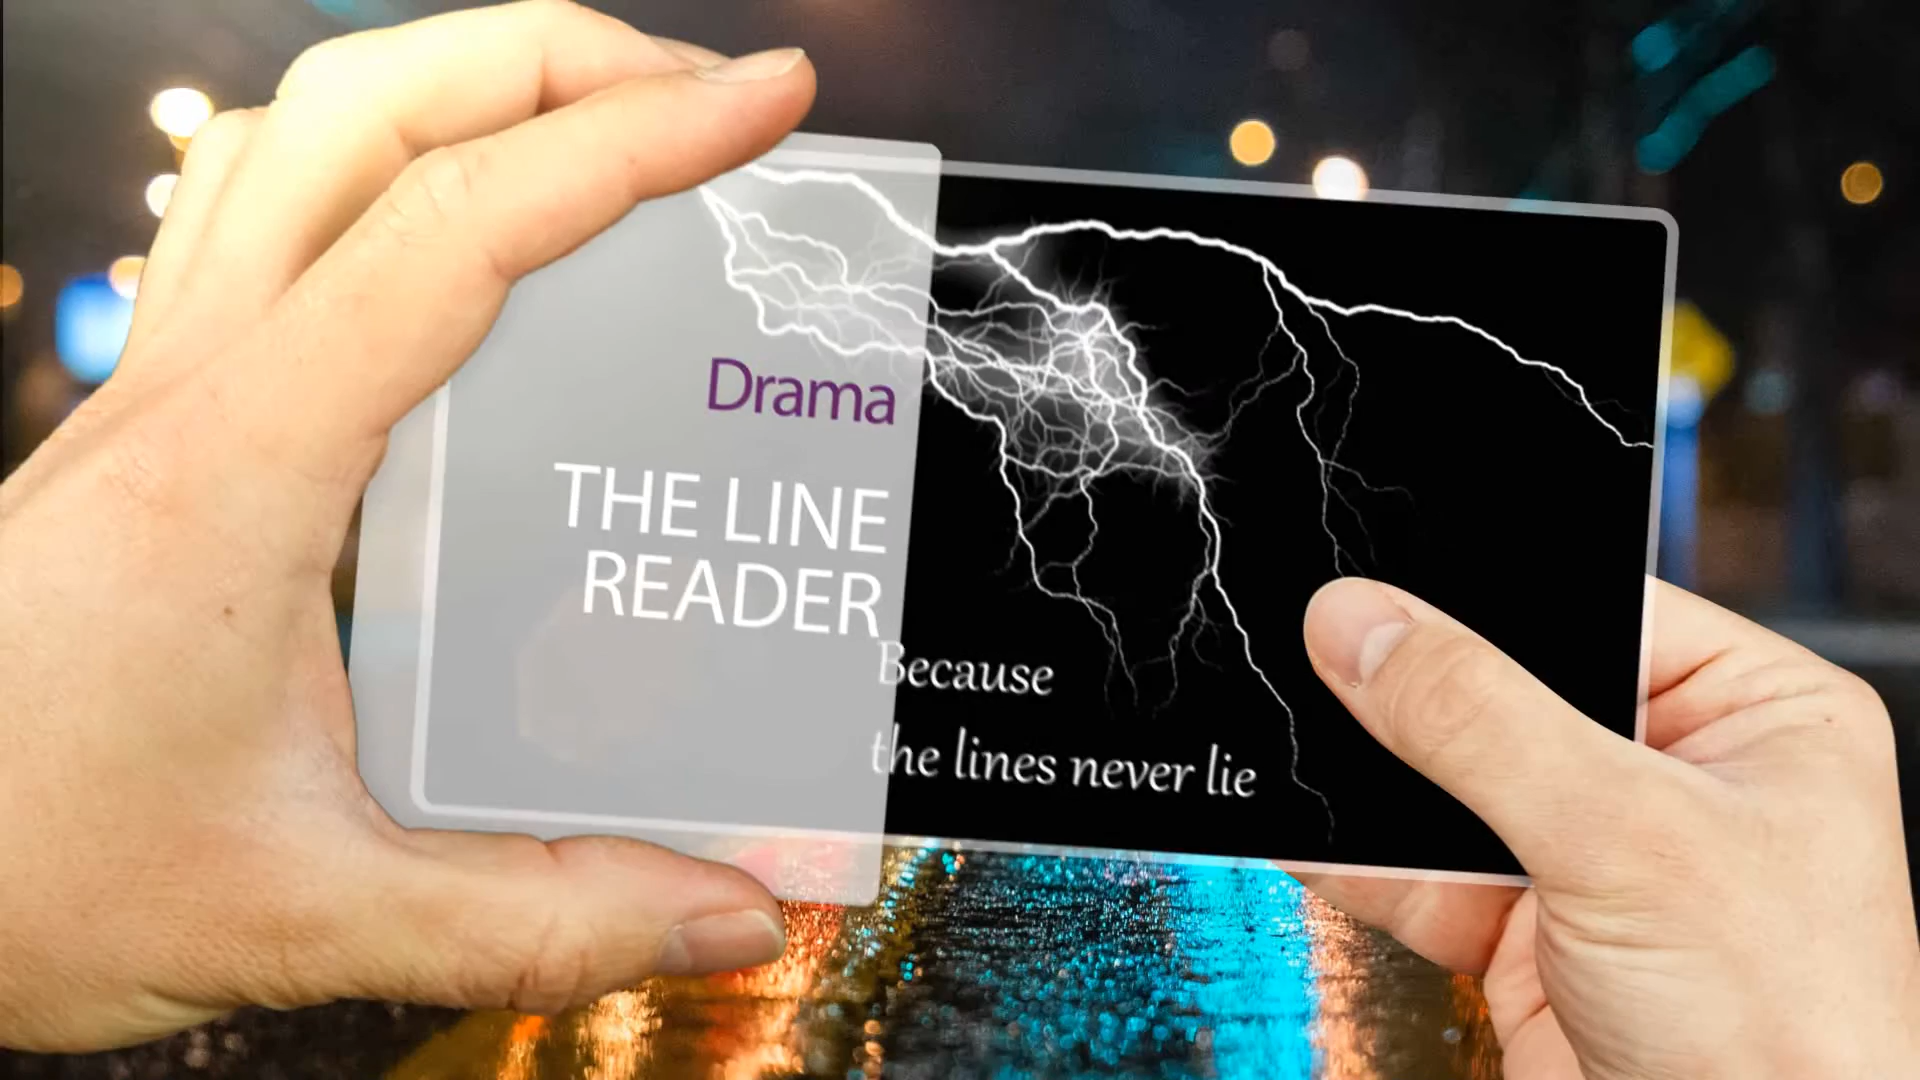 Drama
THE LINE
READER
Because
the lines never lie